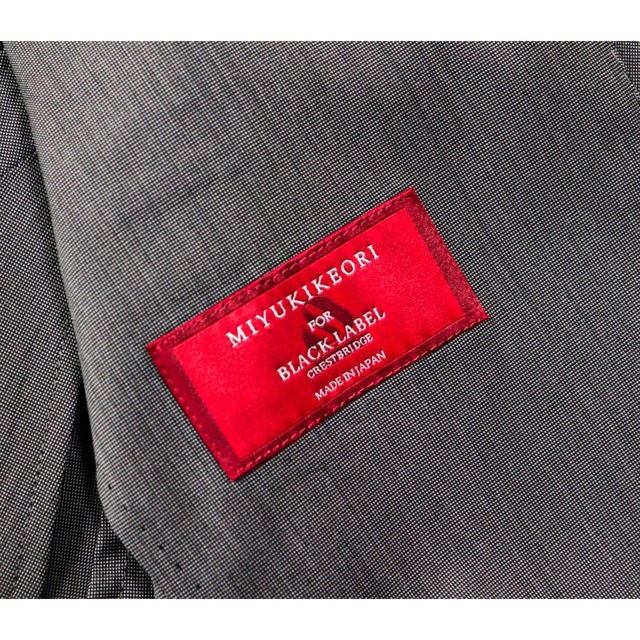 MIYUKIKEORI
FOR
BLACK LABEL
CRESTBRIDGE
MADE IN JAPAN